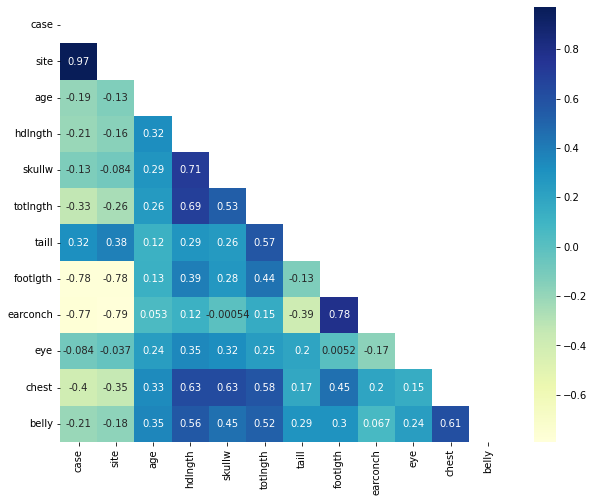 case
site 0.97
age -0.19 -0.13
hdlngth -0.21 -0.16 0.32
skullw -0.13 -0.084 0.29 0.71
totlngth -0.33 -0.26 0.26 0.69 0.53
taill 0.32 0.38 0.12 0.29 0.26 0.57
footlgth -0.78 -0.78 0.13 0.39 0.28 0.44 -0.13
earconch -0.77 -0.79 0.053 0.12 -0.00054 0.15 -0.39 0.78
eye -0.084 -0.037 0.24 0.35 0.32 0.25 0.2 0.0052 -0.17
chest -0.4 -0.35 0.33 0.63 0.63 0.58 0.17 0.45 0.2 0.15
belly -0.21 -0.18 0.35 0.56 0.45 0.52 0.29 0.3 0.067 0.24 0.61
case site age hdlngth skullw totlngth taill footlgth earconch eye chest belly
0.8
0.6
0.4
0.2
0.0
-0.2
-0.4
-0.6